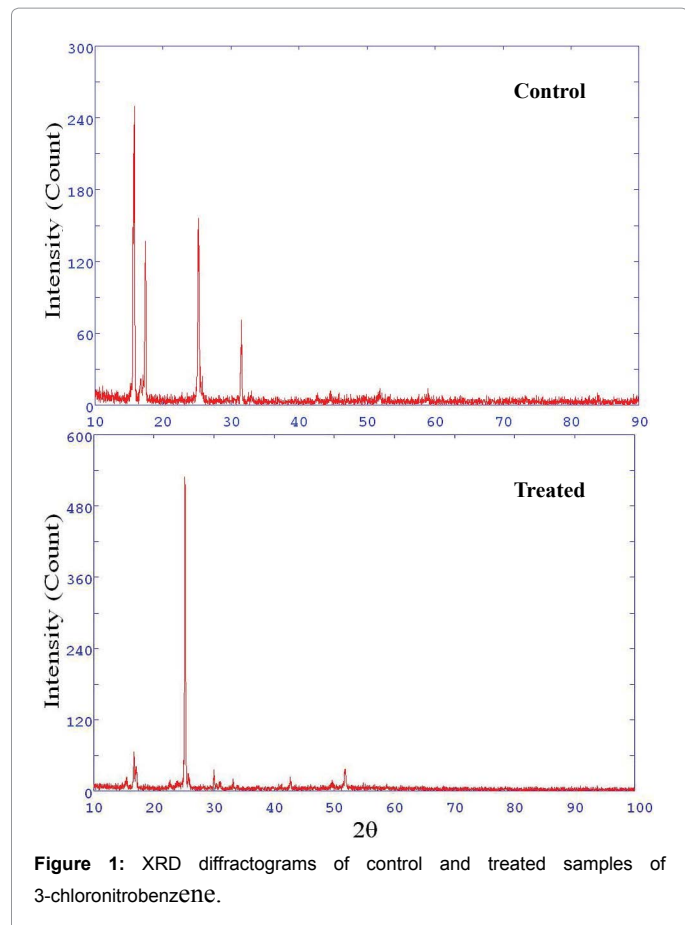 300
240
180
120
60
0
Intensity (Count)
Control
10 20 30 40 50 60 70 80 90
600
480
360
240
120
0
Intensity (Count)
Treated
10 20 30 40 50 60 70 80 90 100
2θ
Figure 1: XRD diffractograms of control and treated samples of
3-chloronitrobenzene.